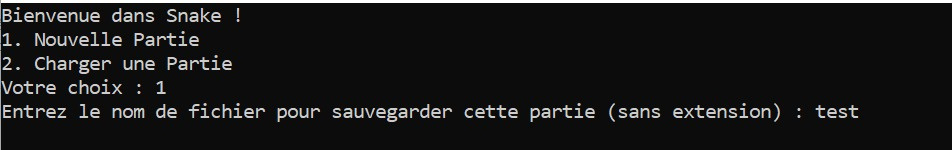 Bienvenue dans Snake !
1. Nouvelle Partie
2. Charger une Partie
Votre choix : 1
Entrez le nom de fichier pour sauvegarder cette partie (sans extension) : test